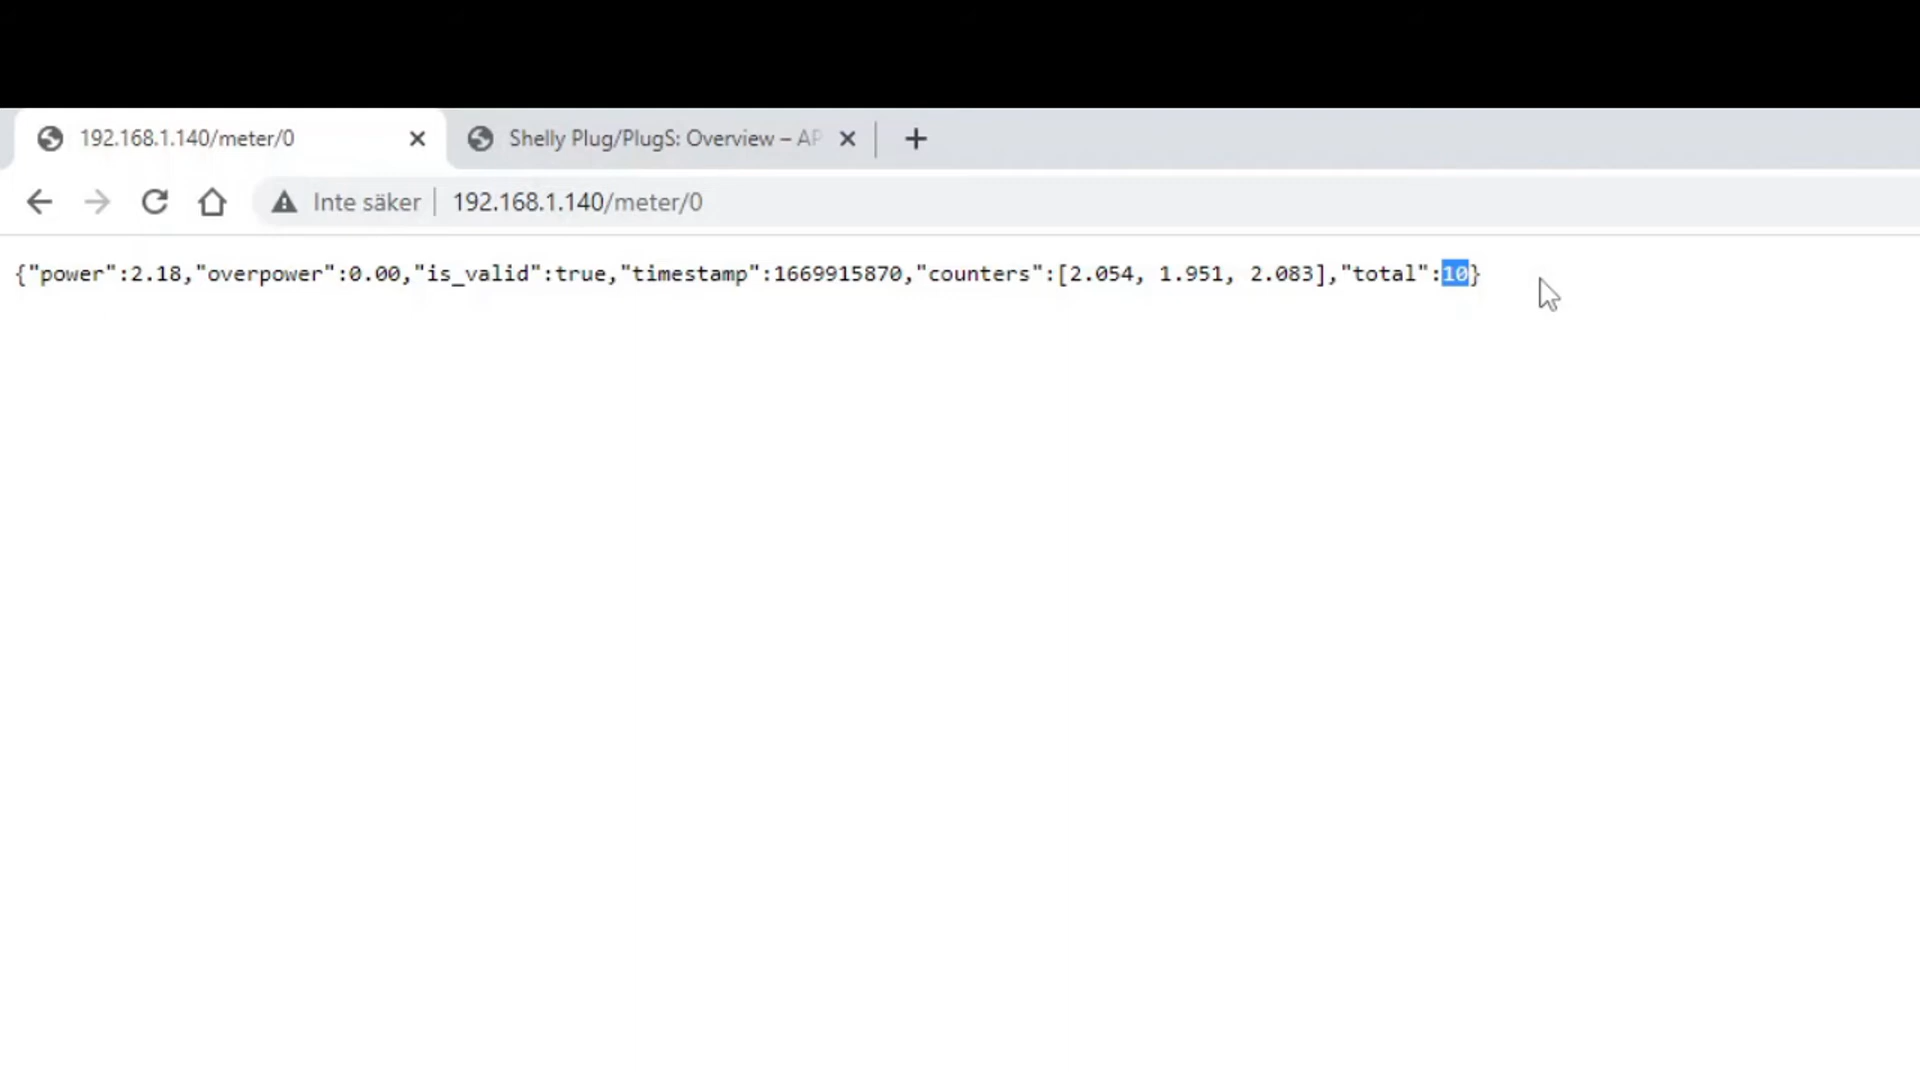 192.168.1.140/meter/0
Shelly Plug/PlugS: Overview – AP
Inte säker
192.168.1.140/meter/0
{"power":2.18,"overpower":0.00,"is_valid":true,"timestamp":1669915870,"counters":[2.054, 1.951, 2.083],"total":10}